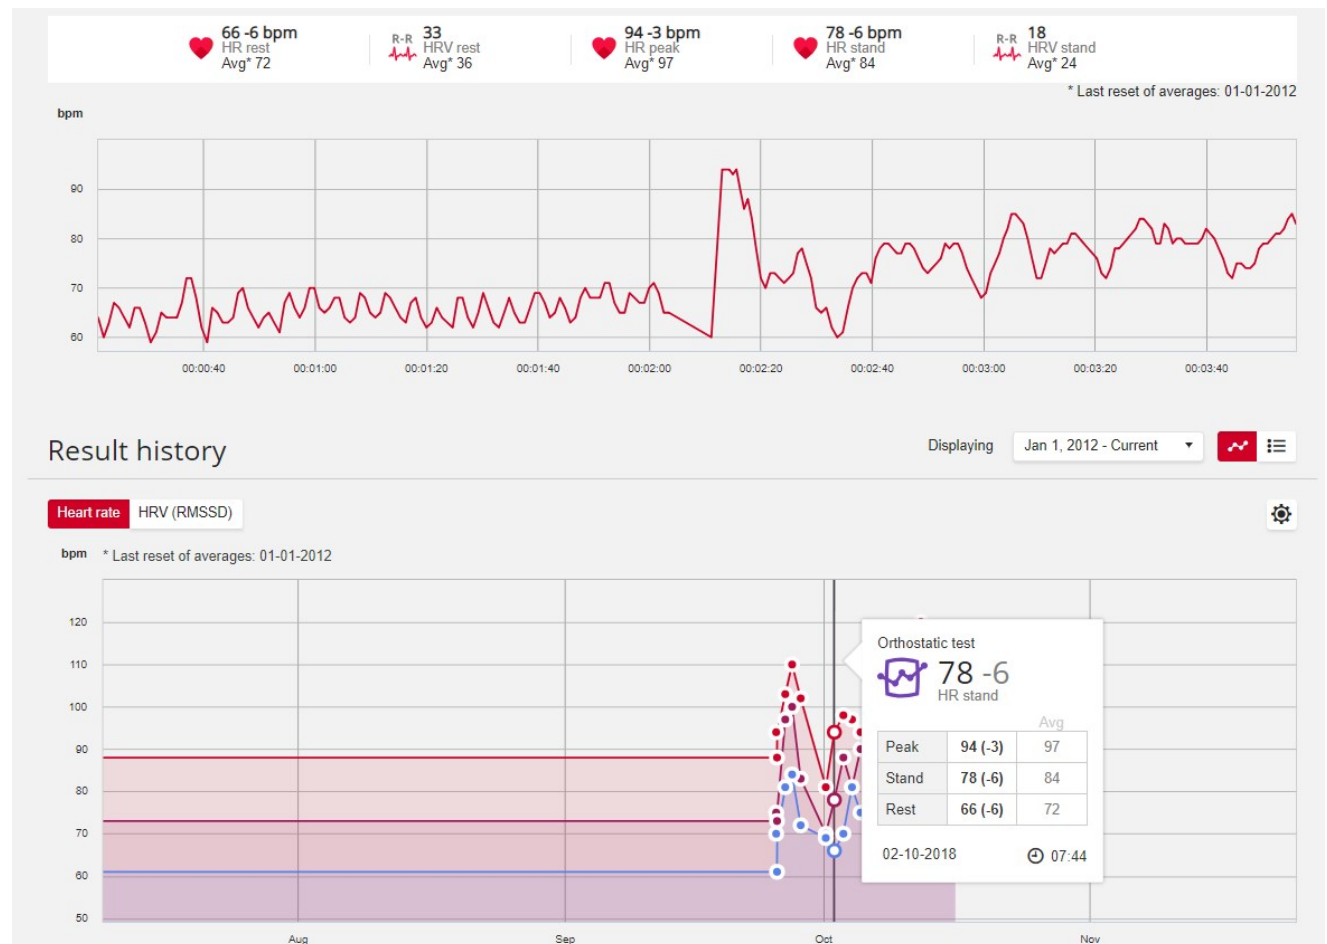 66 -6 bpm
HR rest
Avg* 72
R-R
33
HRV rest
Avg* 36
94 -3 bpm
HR peak
Avg* 97
78 -6 bpm
HR stand
Avg* 84
R-R
18
HRV stand
Avg* 24
* Last reset of averages: 01-01-2012
bpm
90
80
70
60
00:00:40 00:01:00 00:01:20 00:01:40 00:02:00 00:02:20 00:02:40 00:03:00 00:03:20 00:03:40
Result history
Displaying
Jan 1, 2012 - Current
Heart rate HRV (RMSSD)
bpm * Last reset of averages: 01-01-2012
120
110
100
90
80
70
60
50
Aug Sep Oct Nov
Orthostatic test
78 -6
HR stand
Avg
Peak 94 (-3) 97
Stand 78 (-6) 84
Rest 66 (-6) 72
02-10-2018 07:44